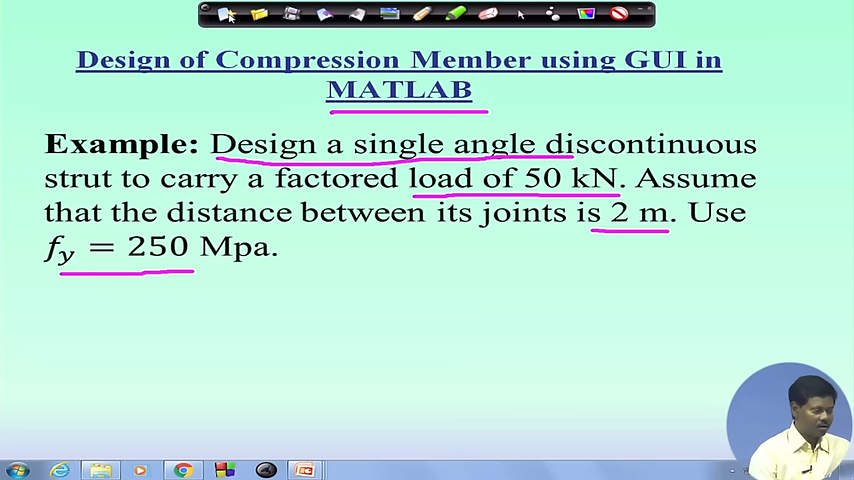 Design of Compression Member using GUI in
MATLAB
Example: Design a single angle discontinuous
strut to carry a factored load of 50 kN. Assume
that the distance between its joints is 2 m. Use
f_y = 250 Mpa.